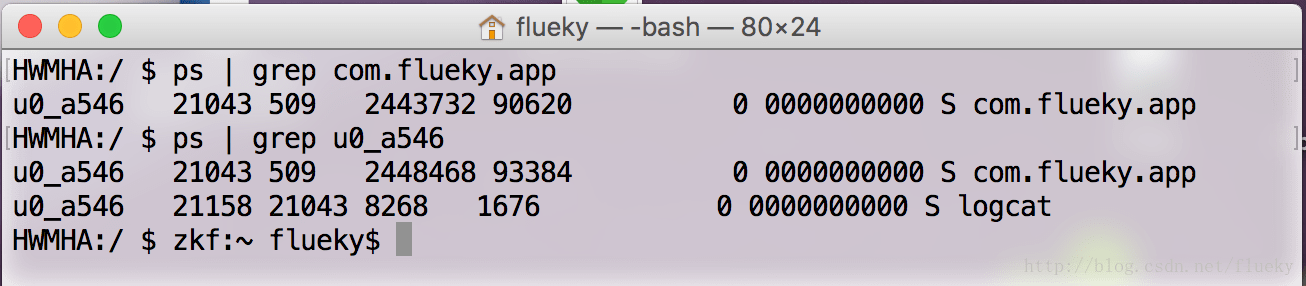 flueky — -bash — 80×24
HWMHA:/ $ ps | grep com.flueky.app
u0_a546   21043 509   2443732 90620          0 0000000000 S com.flueky.app
HWMHA:/ $ ps | grep u0_a546
u0_a546   21043 509   2448468 93384          0 0000000000 S com.flueky.app
u0_a546   21158 21043 8268   1676           0 0000000000 S logcat
HWMHA:/ $ zkf:~ flueky$
http://blog.csdn.net/flueky